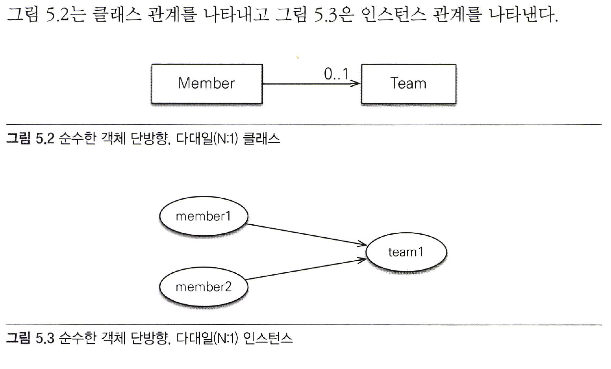 그림 5.2는 클래스 관계를 나타내고 그림 5.3은 인스턴스 관계를 나타낸다.
Member 0..1 Team
그림 5.2 순수한 객체 단방향, 다대일(N:1) 클래스
member1
team1
member2
그림 5.3 순수한 객체 단방향, 다대일(N:1) 인스턴스